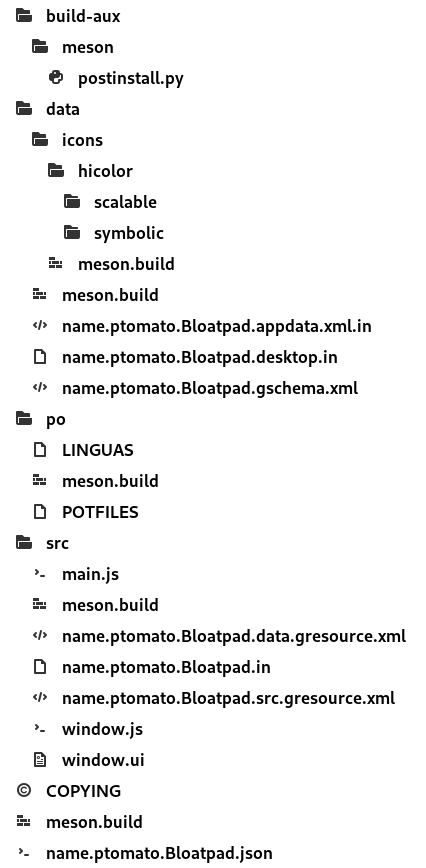 build-aux
meson
postinstall.py
data
icons
hicolor
scalable
symbolic
meson.build
meson.build
name.ptomato.Bloatpad.appdata.xml.in
name.ptomato.Bloatpad.desktop.in
name.ptomato.Bloatpad.gschema.xml
po
LINGUAS
meson.build
POTFILES
src
main.js
meson.build
name.ptomato.Bloatpad.data.gresource.xml
name.ptomato.Bloatpad.in
name.ptomato.Bloatpad.src.gresource.xml
window.js
window.ui
COPYING
meson.build
name.ptomato.Bloatpad.json